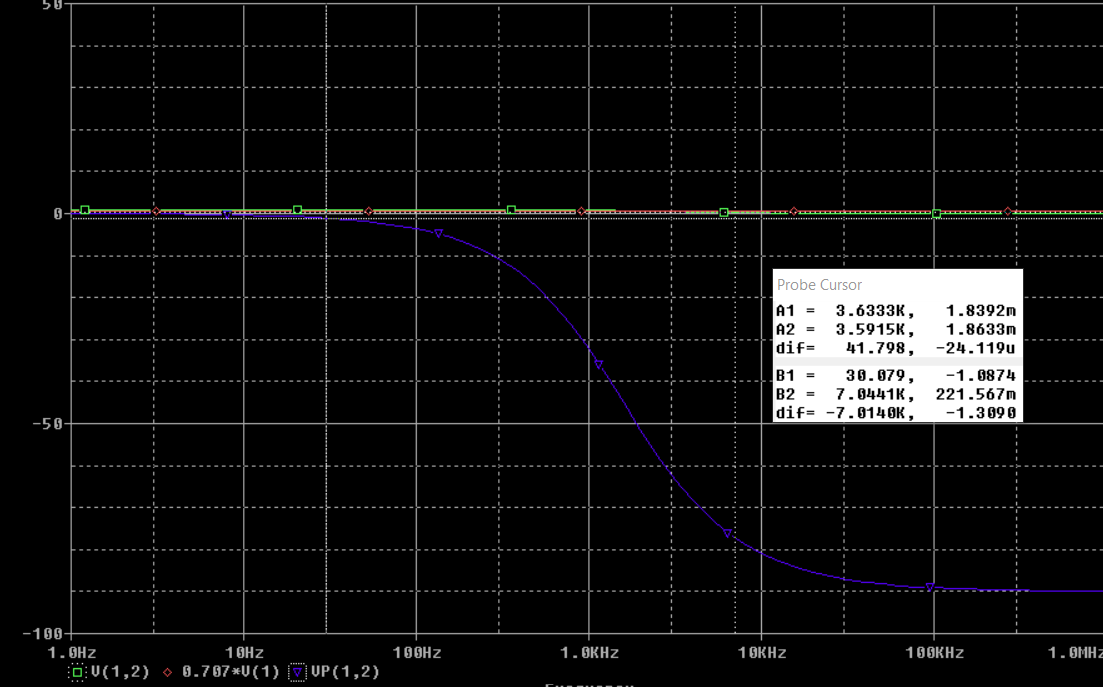 50
0
-50
-100
1.0Hz 10Hz 100Hz 1.0KHz 10KHz 100KHz 1.0MHz
V(1,2) 0.707*V(1) VP(1,2)
Probe Cursor
A1 = 3.6333K, 1.8392m
A2 = 3.5915K, 1.8633m
dif= 41.798, -24.119u
B1 = 30.079, -1.0874
B2 = 7.0441K, 221.567m
dif= -7.0140K, -1.3090